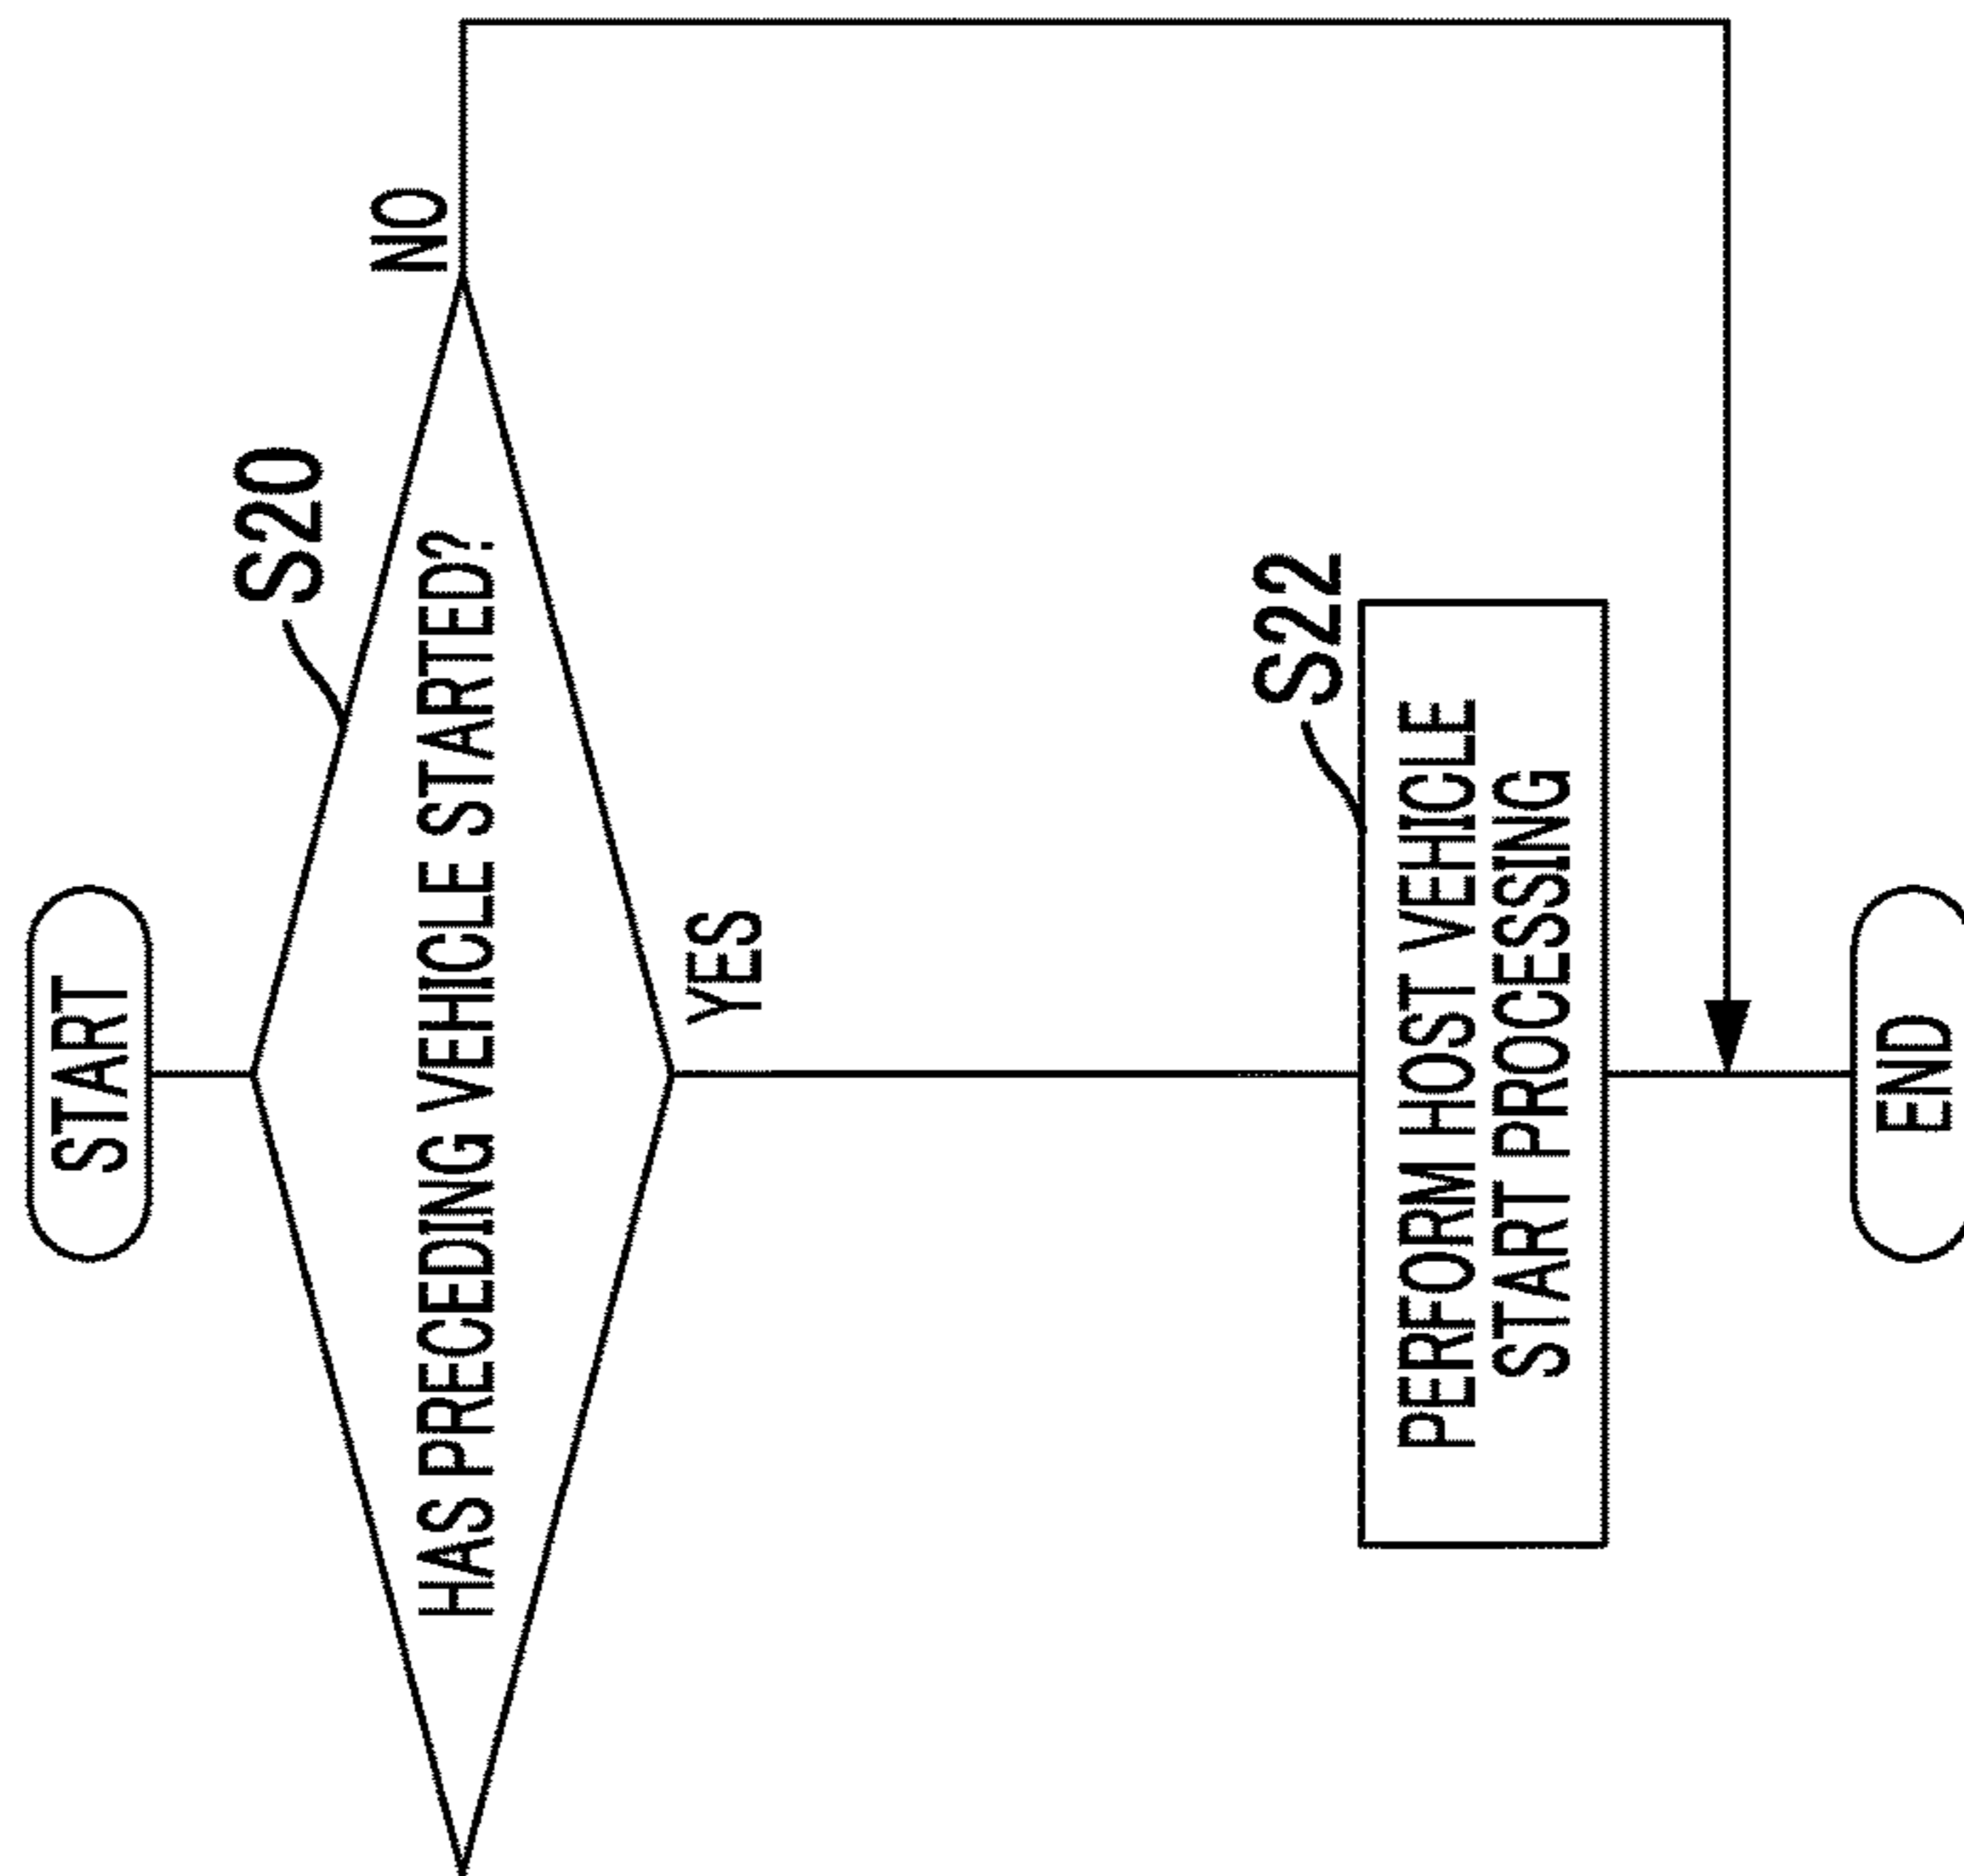 START
S20
HAS PRECEDING VEHICLE STARTED?
NO
YES
S22
PERFORM HOST VEHICLE
START PROCESSING
END